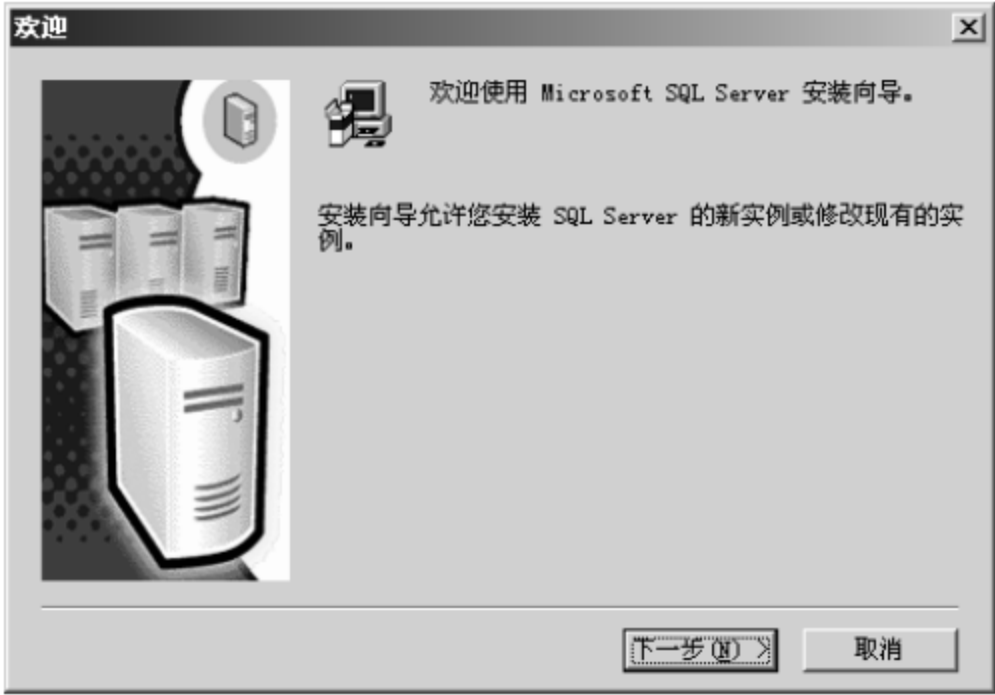 欢迎
欢迎使用 Microsoft SQL Server 安装向导。
安装向导允许您安装 SQL Server 的新实例或修改现有的实
例。
下一步(N) >
取消